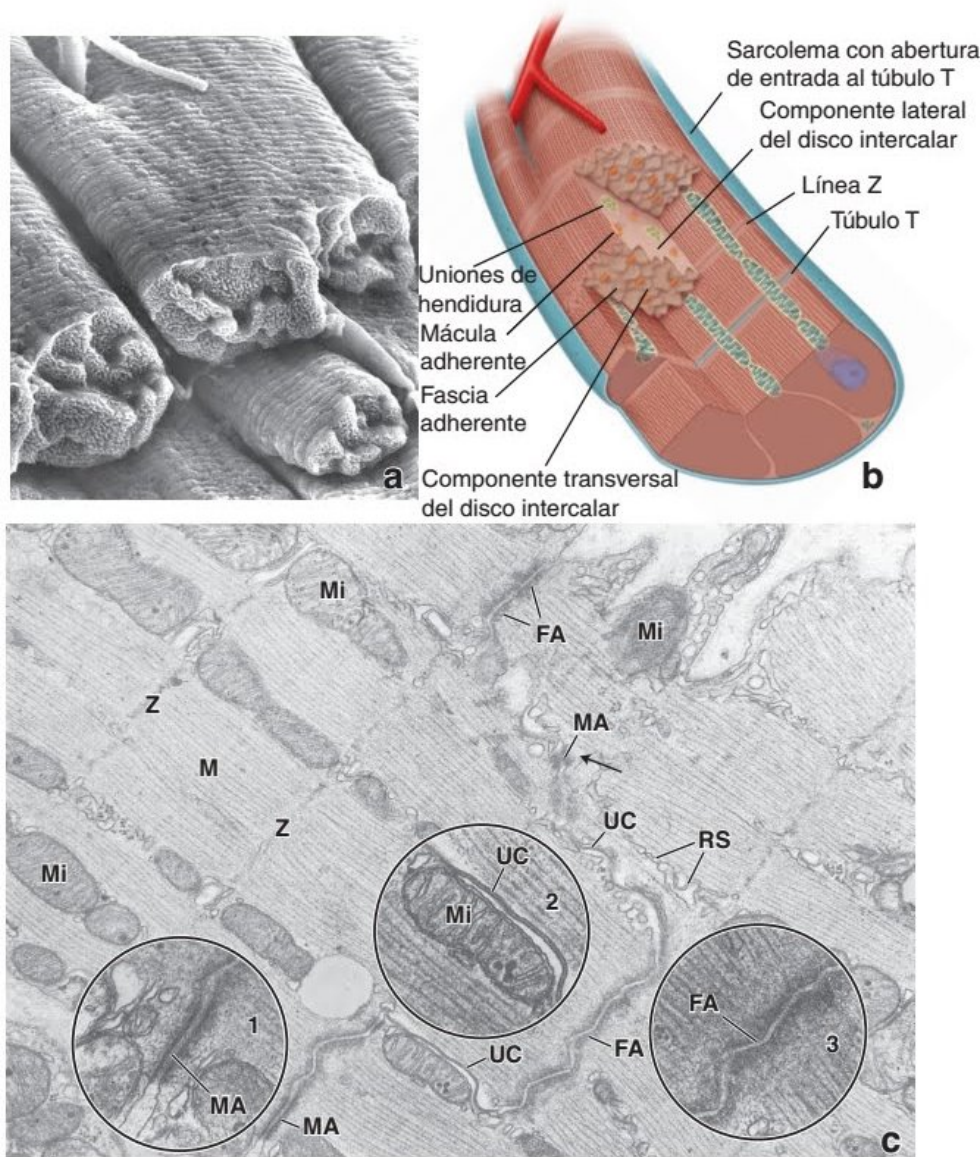 Sarcolema con abertura
de entrada al túbulo T
Componente lateral
del disco intercalar
Línea Z
Túbulo T
Uniones de
hendidura
Mácula
adherente
Fascia
adherente
Componente transversal
del disco intercalar
a
b
Mi
FA
Mi
Z
MA
M
Z
UC
RS
UC
Mi
2
Mi
FA
1
3
FA
UC
MA
MA
c